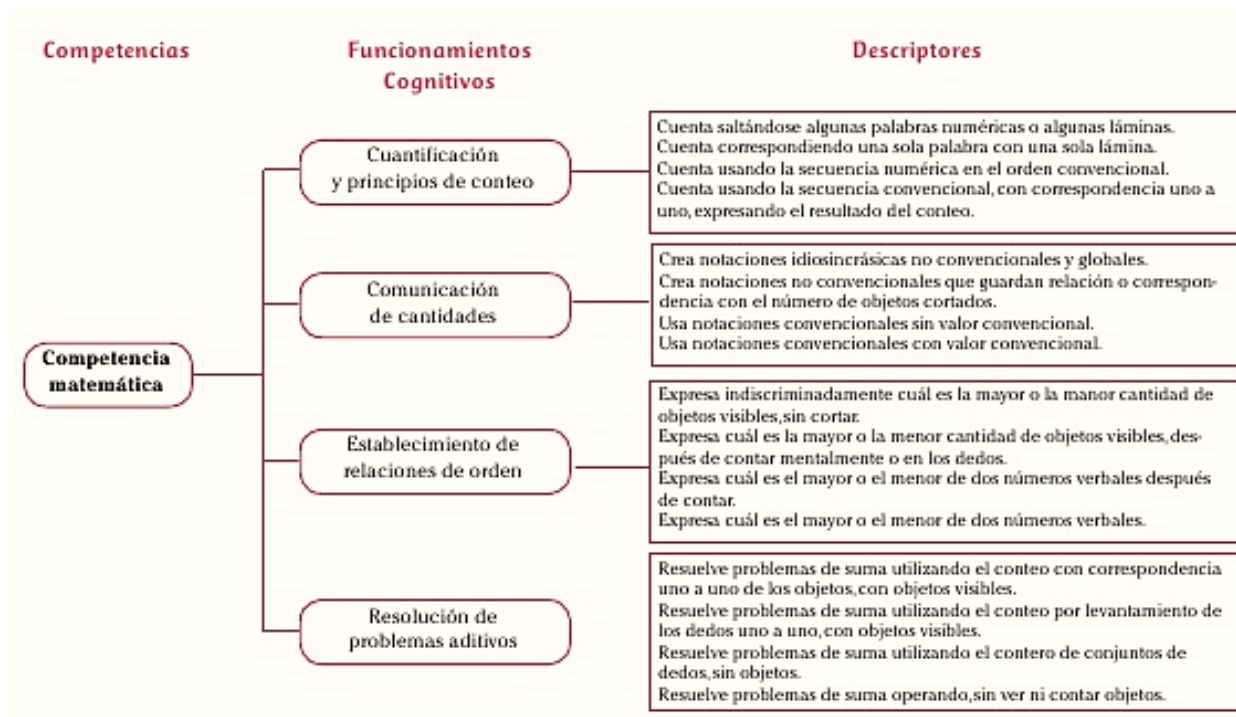 Competencias
Funcionamientos
Cognitivos
Descriptores
Competencia
matemática
Cuantificación
y principios de conteo
Cuenta saltándose algunas palabras numéricas o algunas láminas.
Cuenta correspondiendo una sola palabra con una sola lámina.
Cuenta usando la secuencia numérica en el orden convencional.
Cuenta usando la secuencia convencional, con correspondencia uno a
uno, expresando el resultado del conteo.
Comunicación
de cantidades
Crea notaciones idiosincrásicas no convencionales y globales.
Crea notaciones no convencionales que guardan relación o correspon-
dencia con el número de objetos cortados.
Usa notaciones convencionales sin valor convencional.
Usa notaciones convencionales con valor convencional.
Establecimiento de
relaciones de orden
Expresa indiscriminadamente cuál es la mayor o la manor cantidad de
objetos visibles, sin cortar.
Expresa cuál es la mayor o la menor cantidad de objetos visibles, des-
pués de contar mentalmente o en los dedos.
Expresa cuál es el mayor o el menor de dos números verbales después
de contar.
Expresa cuál es el mayor o el menor de dos números verbales.
Resolución de
problemas aditivos
Resuelve problemas de suma utilizando el conteo con correspondencia
uno a uno de los objetos, con objetos visibles.
Resuelve problemas de suma utilizando el conteo por levantamiento de
los dedos uno a uno, con objetos visibles.
Resuelve problemas de suma utilizando el contero de conjuntos de
dedos, sin objetos.
Resuelve problemas de suma operando, sin ver ni contar objetos.